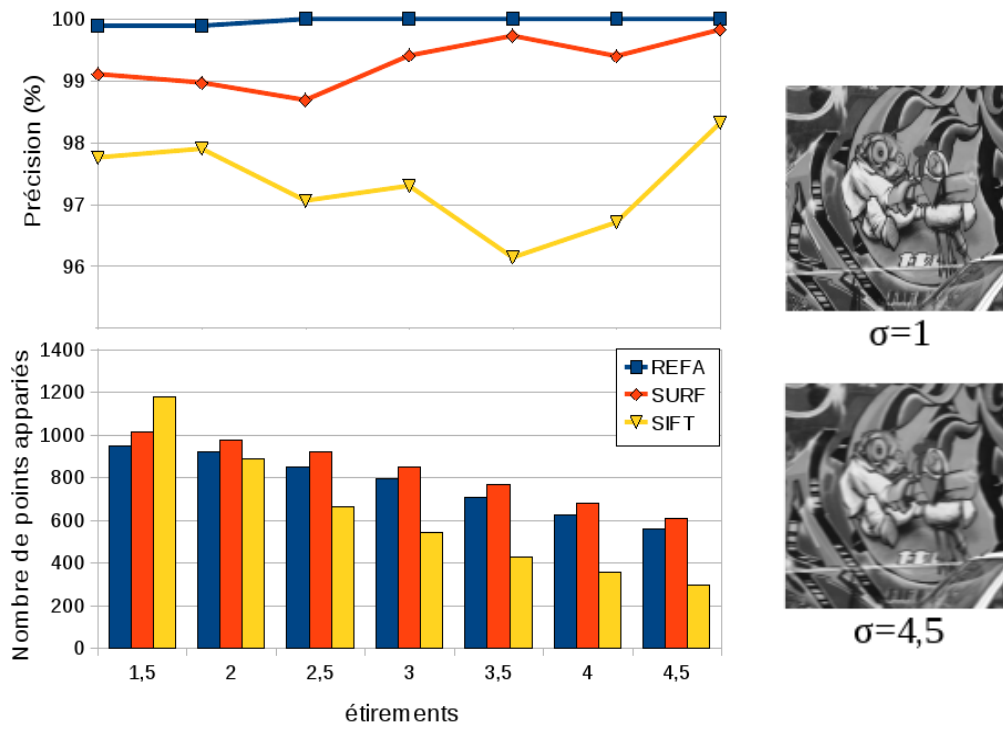 Précision (%)
100
99
98
97
96
Nombre de points appariés
1400
1200
1000
800
600
400
200
0
REFA
SURF
SIFT
1,5 2 2,5 3 3,5 4 4,5
étirements
σ=1
σ=4,5